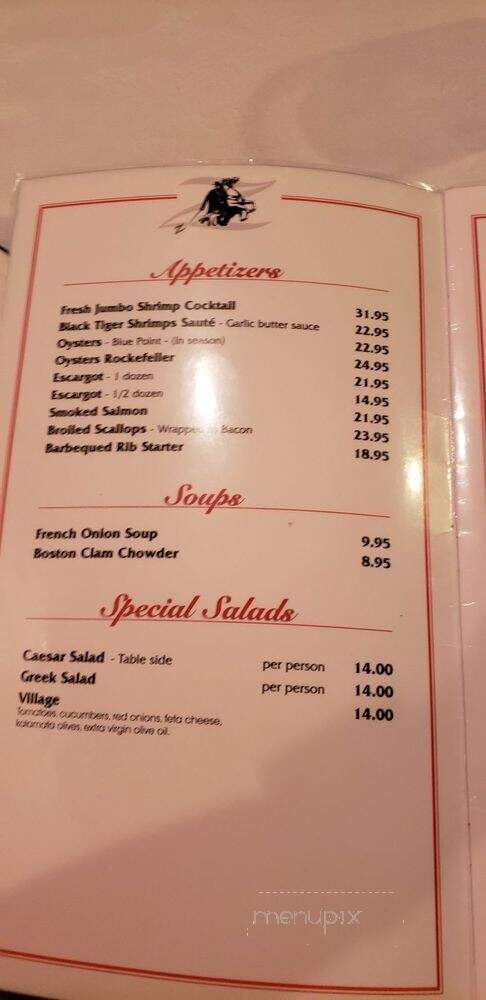 Appetizers
Fresh Jumbo Shrimp Cocktail 31.95
Black Tiger Shrimps Sauté - Garlic butter sauce 22.95
Oysters - Blue Point - (In season) 22.95
Oysters Rockefeller 24.95
Escargot - 1 dozen 21.95
Escargot - 1/2 dozen 14.95
Smoked Salmon 21.95
Broiled Scallops - Wrapped in Bacon 23.95
Barbequed Rib Starter 18.95
Soups
French Onion Soup 9.95
Boston Clam Chowder 8.95
Special Salads
Caesar Salad - Table side per person 14.00
Greek Salad per person 14.00
Village 14.00
Tomatoes, cucumbers, red onions, feta cheese,
kalamata olives, extra virgin olive oil.
menupix